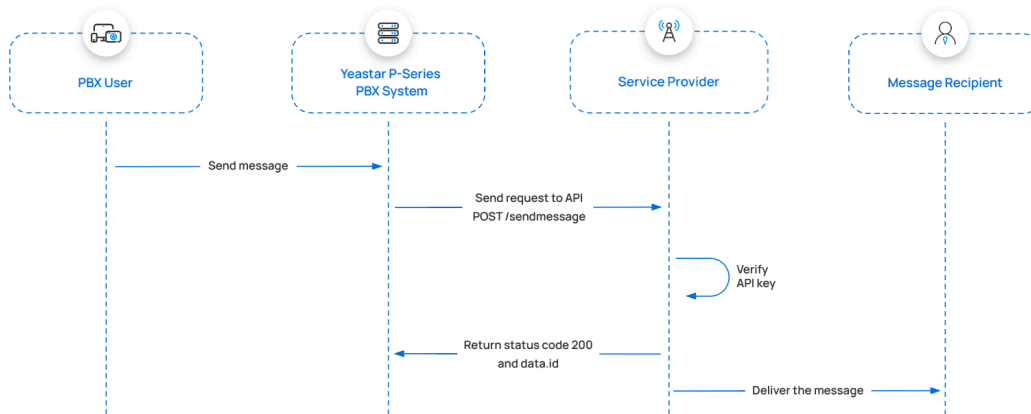 PBX User
Yeastar P-Series
PBX System
Service Provider
Message Recipient
Send message
Send request to API
POST /sendmessage
Verify
API key
Return status code 200
and data.id
Deliver the message